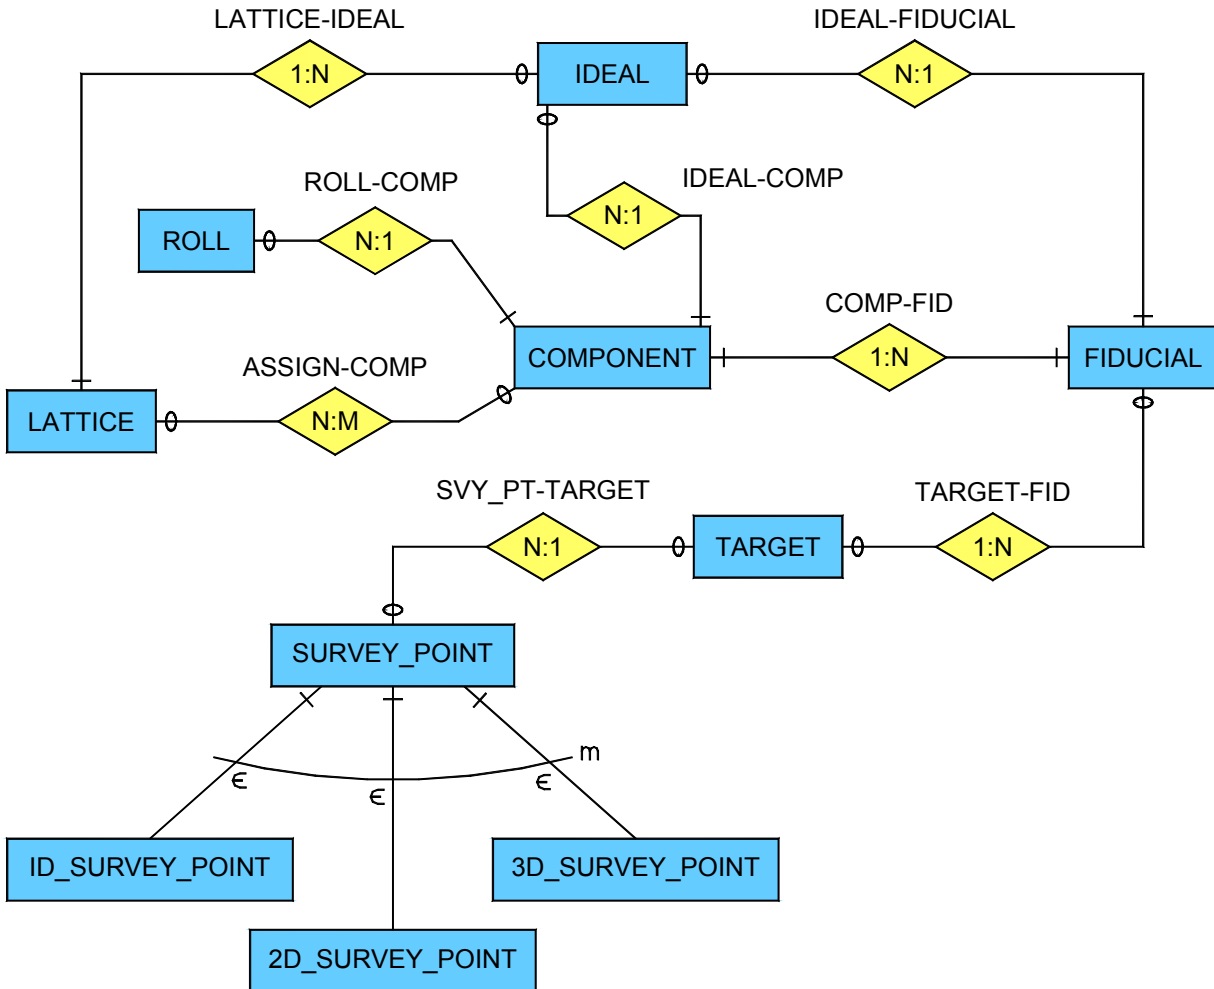 LATTICE-IDEAL
IDEAL-FIDUCIAL
1:N
IDEAL
N:1
ROLL-COMP
IDEAL-COMP
ROLL
N:1
N:1
COMP-FID
ASSIGN-COMP
COMPONENT
1:N
FIDUCIAL
LATTICE
N:M
SVY_PT-TARGET
TARGET-FID
N:1
TARGET
1:N
SURVEY_POINT
m
ϵ
ϵ
ϵ
ID_SURVEY_POINT
3D_SURVEY_POINT
2D_SURVEY_POINT